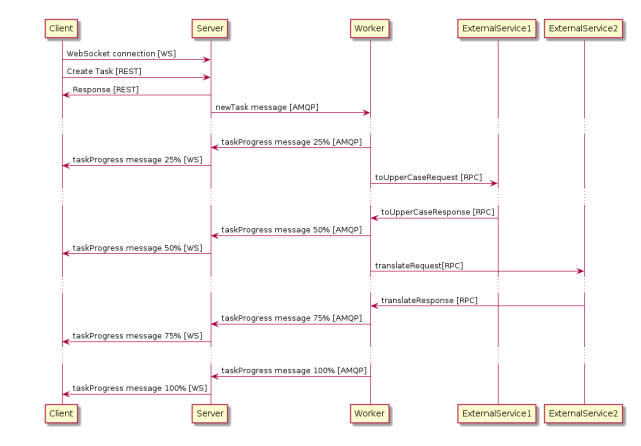 Client Server Worker ExternalService1 ExternalService2
WebSocket connection [WS]
Create Task [REST]
Response [REST]
newTask message [AMQP]
taskProgress message 25% [AMQP]
taskProgress message 25% [WS]
toUpperCaseRequest [RPC]
toUpperCaseResponse [RPC]
taskProgress message 50% [AMQP]
taskProgress message 50% [WS]
translateRequest[RPC]
translateResponse [RPC]
taskProgress message 75% [AMQP]
taskProgress message 75% [WS]
taskProgress message 100% [AMQP]
taskProgress message 100% [WS]
Client Server Worker ExternalService1 ExternalService2